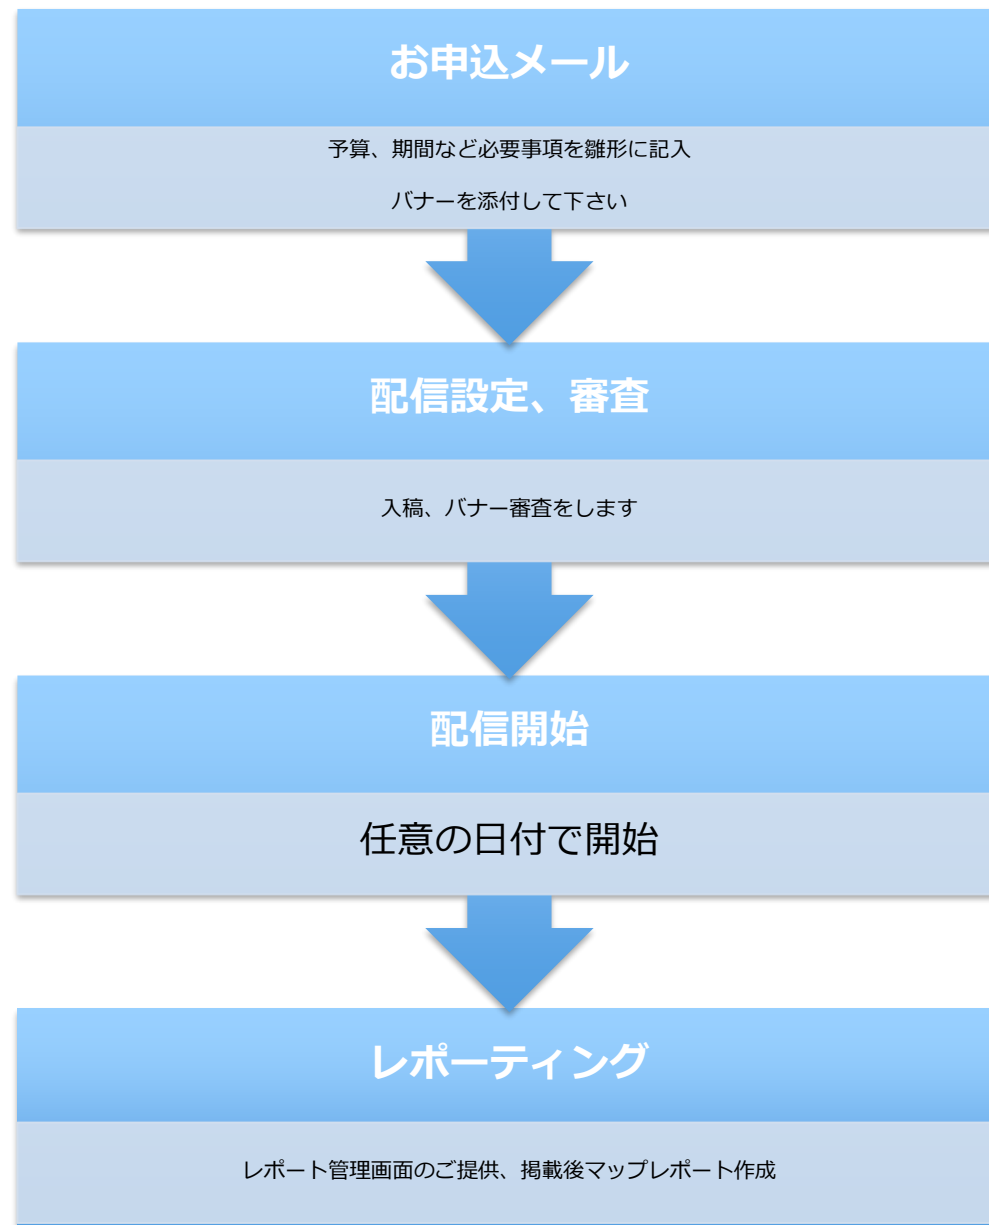 お申込メール
予算、期間など必要事項を雛形に記入
バナーを添付して下さい
配信設定、審査
入稿、バナー審査をします
配信開始
任意の日付で開始
レポーティング
レポート管理画面のご提供、掲載後マップレポート作成